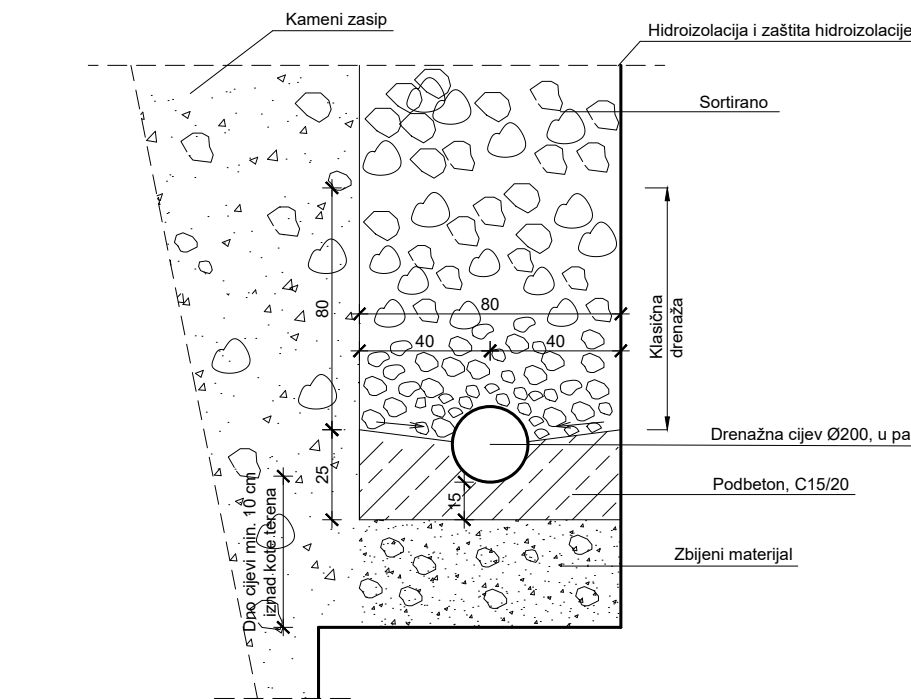 Kameni zasip
Hidroizolacija i zaštita hidroizolacije
Sortirano
80
80
40
40
Klasična
drenaža
Drenažna cijev Ø200, u pa
25
15
Podbeton, C15/20
Dno cijevi min. 10 cm
iznad kote terena
Zbijeni materijal